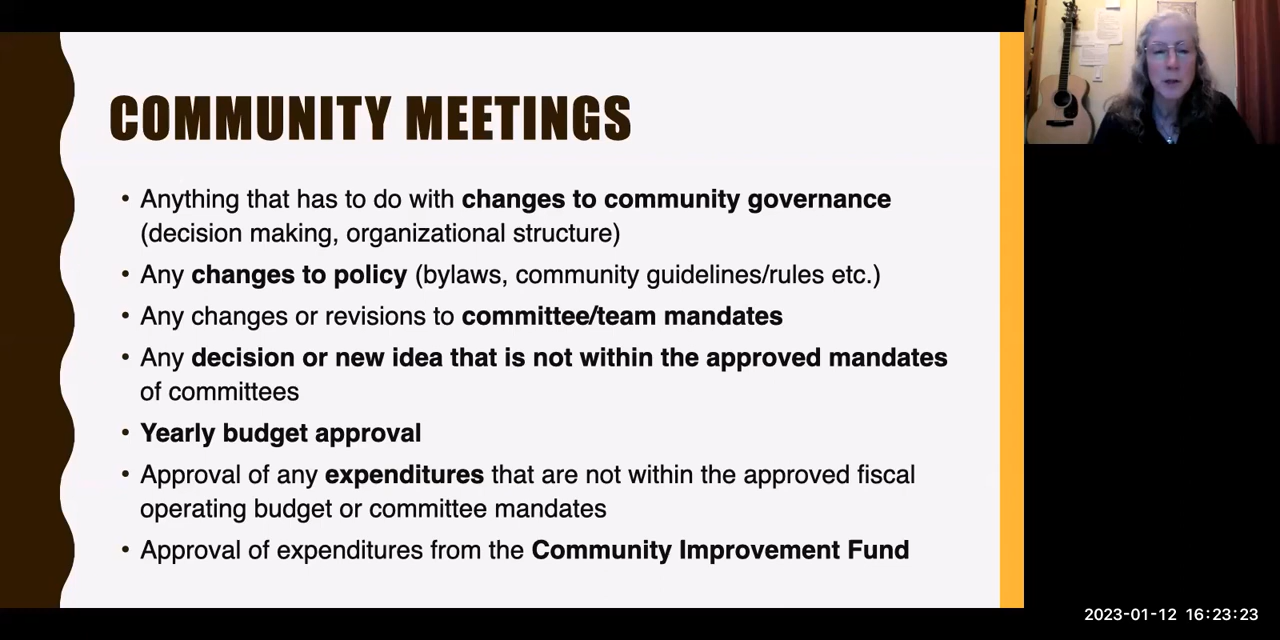 COMMUNITY MEETINGS
• Anything that has to do with changes to community governance
(decision making, organizational structure)
• Any changes to policy (bylaws, community guidelines/rules etc.)
• Any changes or revisions to committee/team mandates
• Any decision or new idea that is not within the approved mandates
of committees
• Yearly budget approval
• Approval of any expenditures that are not within the approved fiscal
operating budget or committee mandates
• Approval of expenditures from the Community Improvement Fund
2023-01-12 16:23:23